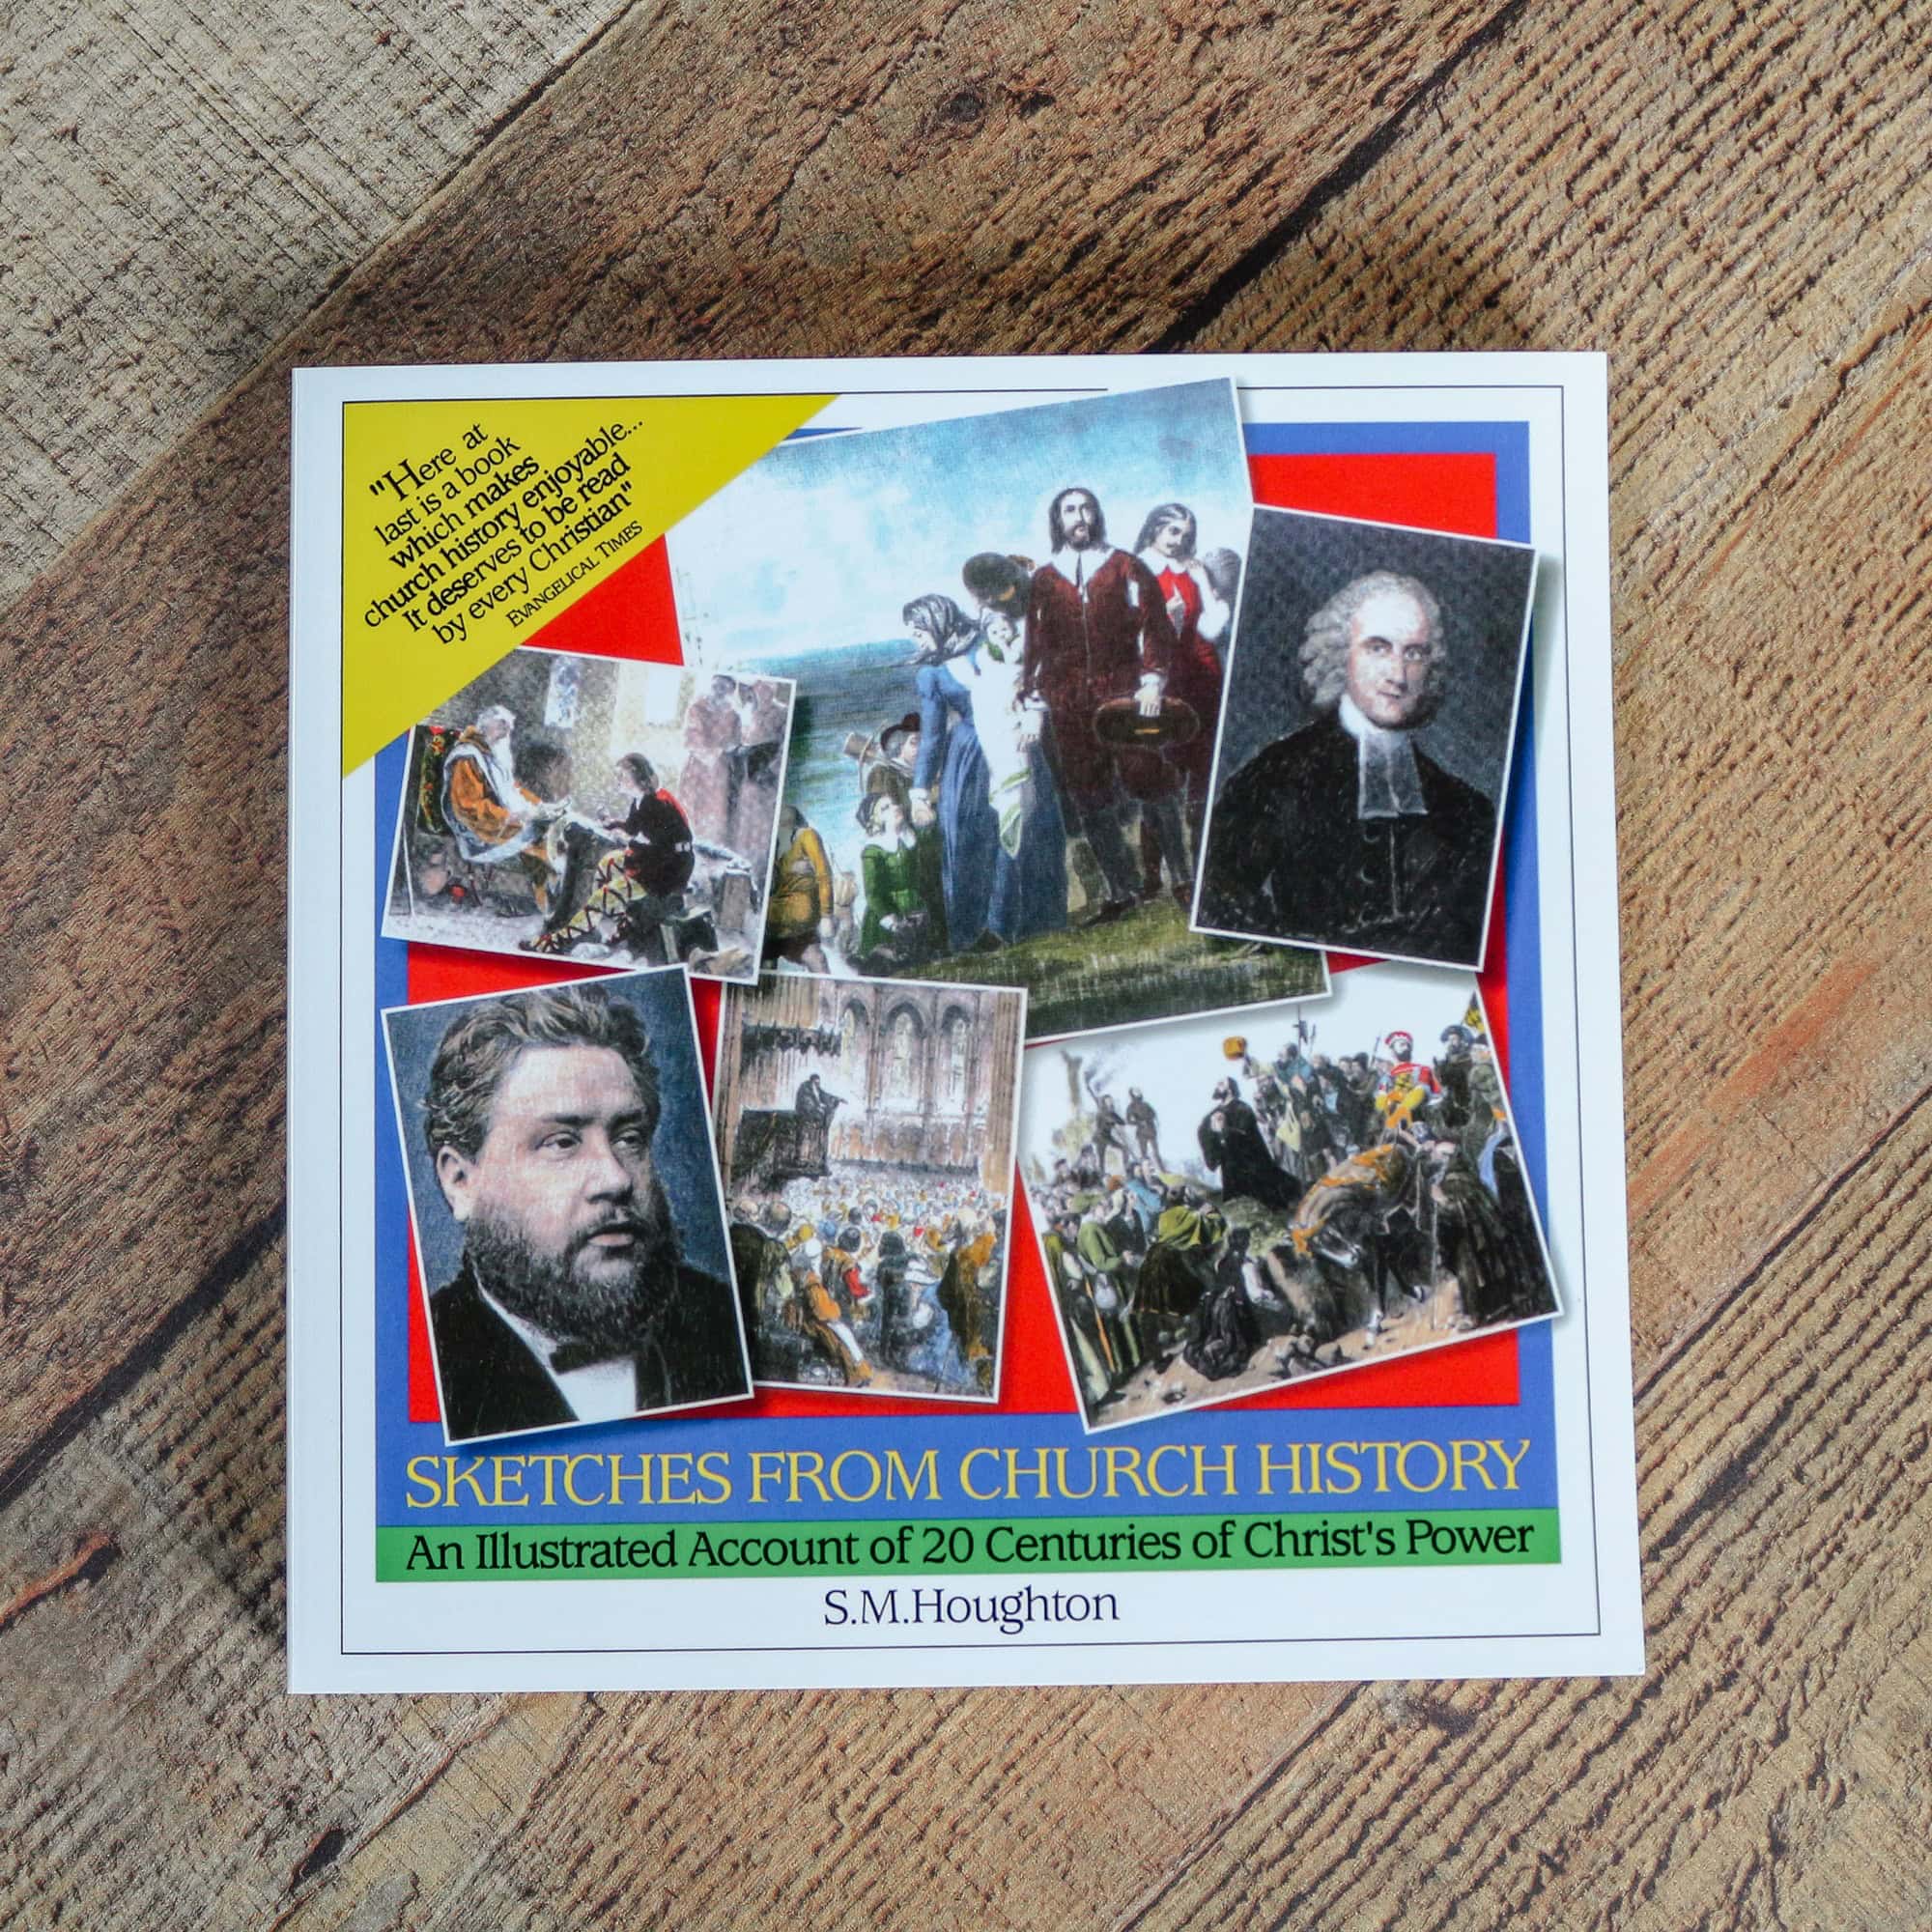 "Here at
last is a book
which makes
church history enjoyable...
It deserves to be read
by every Christian"
EVANGELICAL TIMES
SKETCHES FROM CHURCH HISTORY
An Illustrated Account of 20 Centuries of Christ's Power
S.M.Houghton